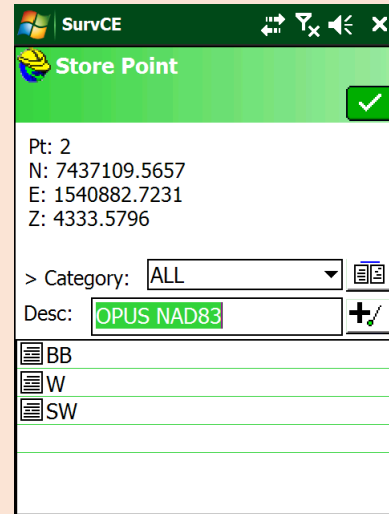 SurvCE
Store Point
Pt: 2
N: 7437109.5657
E: 1540882.7231
Z: 4333.5796
> Category: ALL
Desc: OPUS NAD83
BB
W
SW